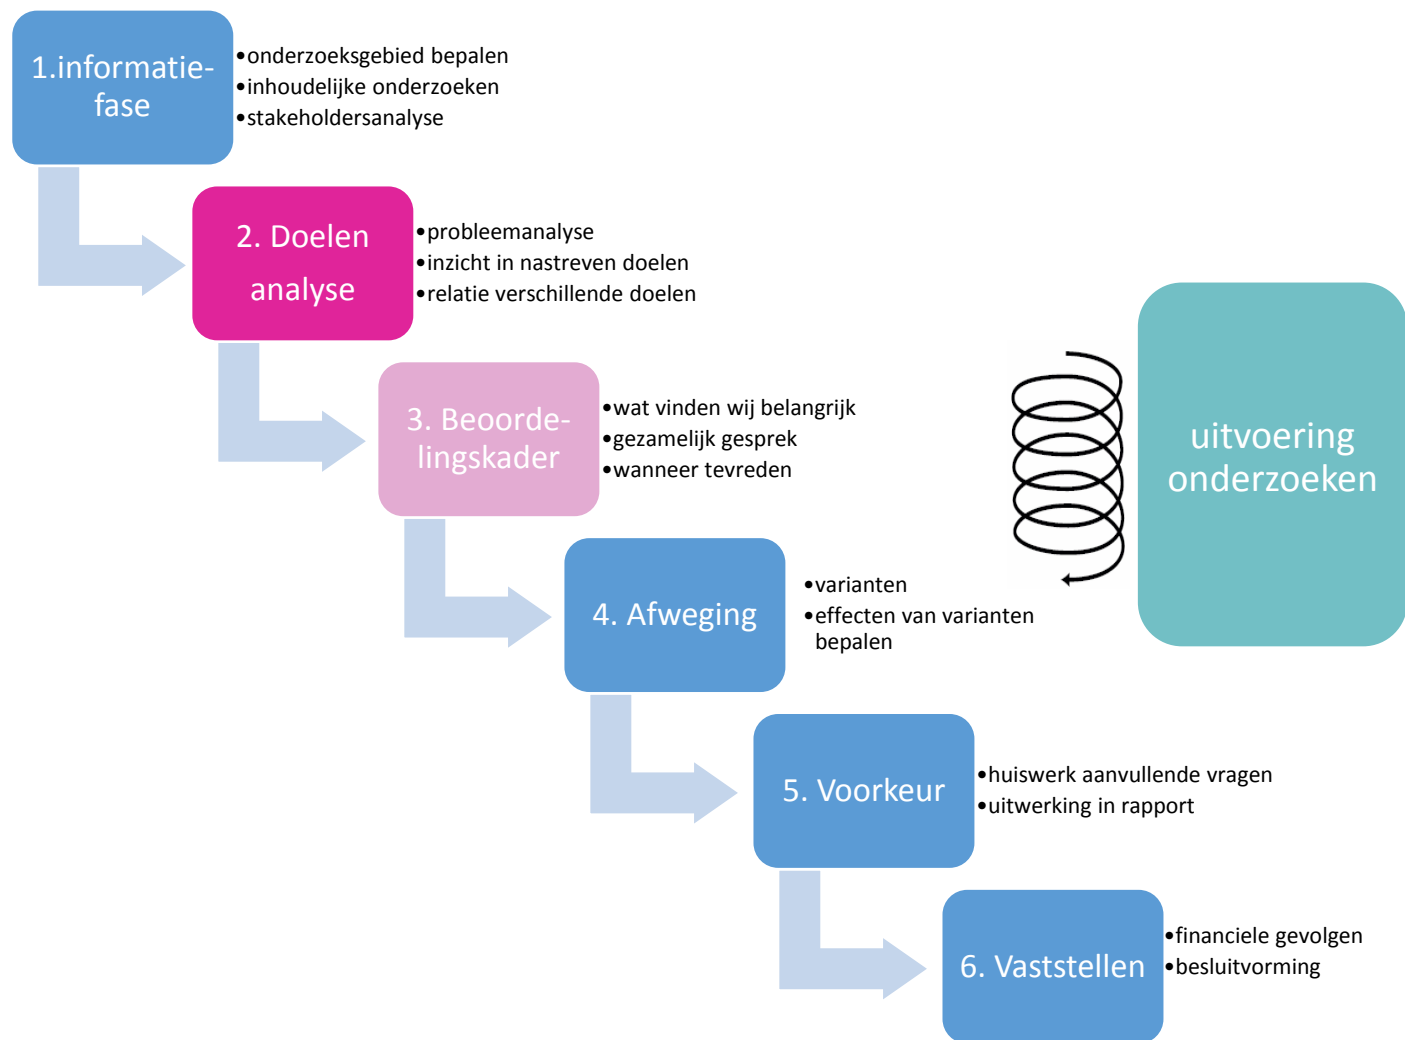 1.informatie-
fase
•onderzoeksgebied bepalen
•inhoudelijke onderzoeken
•stakeholdersanalyse
2. Doelen
analyse
•probleemanalyse
•inzicht in nastreven doelen
•relatie verschillende doelen
3. Beoorde-
lingskader
•wat vinden wij belangrijk
•gezamelijk gesprek
•wanneer tevreden
uitvoering
onderzoeken
4. Afweging
•varianten
•effecten van varianten
bepalen
5. Voorkeur
•huiswerk aanvullende vragen
•uitwerking in rapport
6. Vaststellen
•financiele gevolgen
•besluitvorming